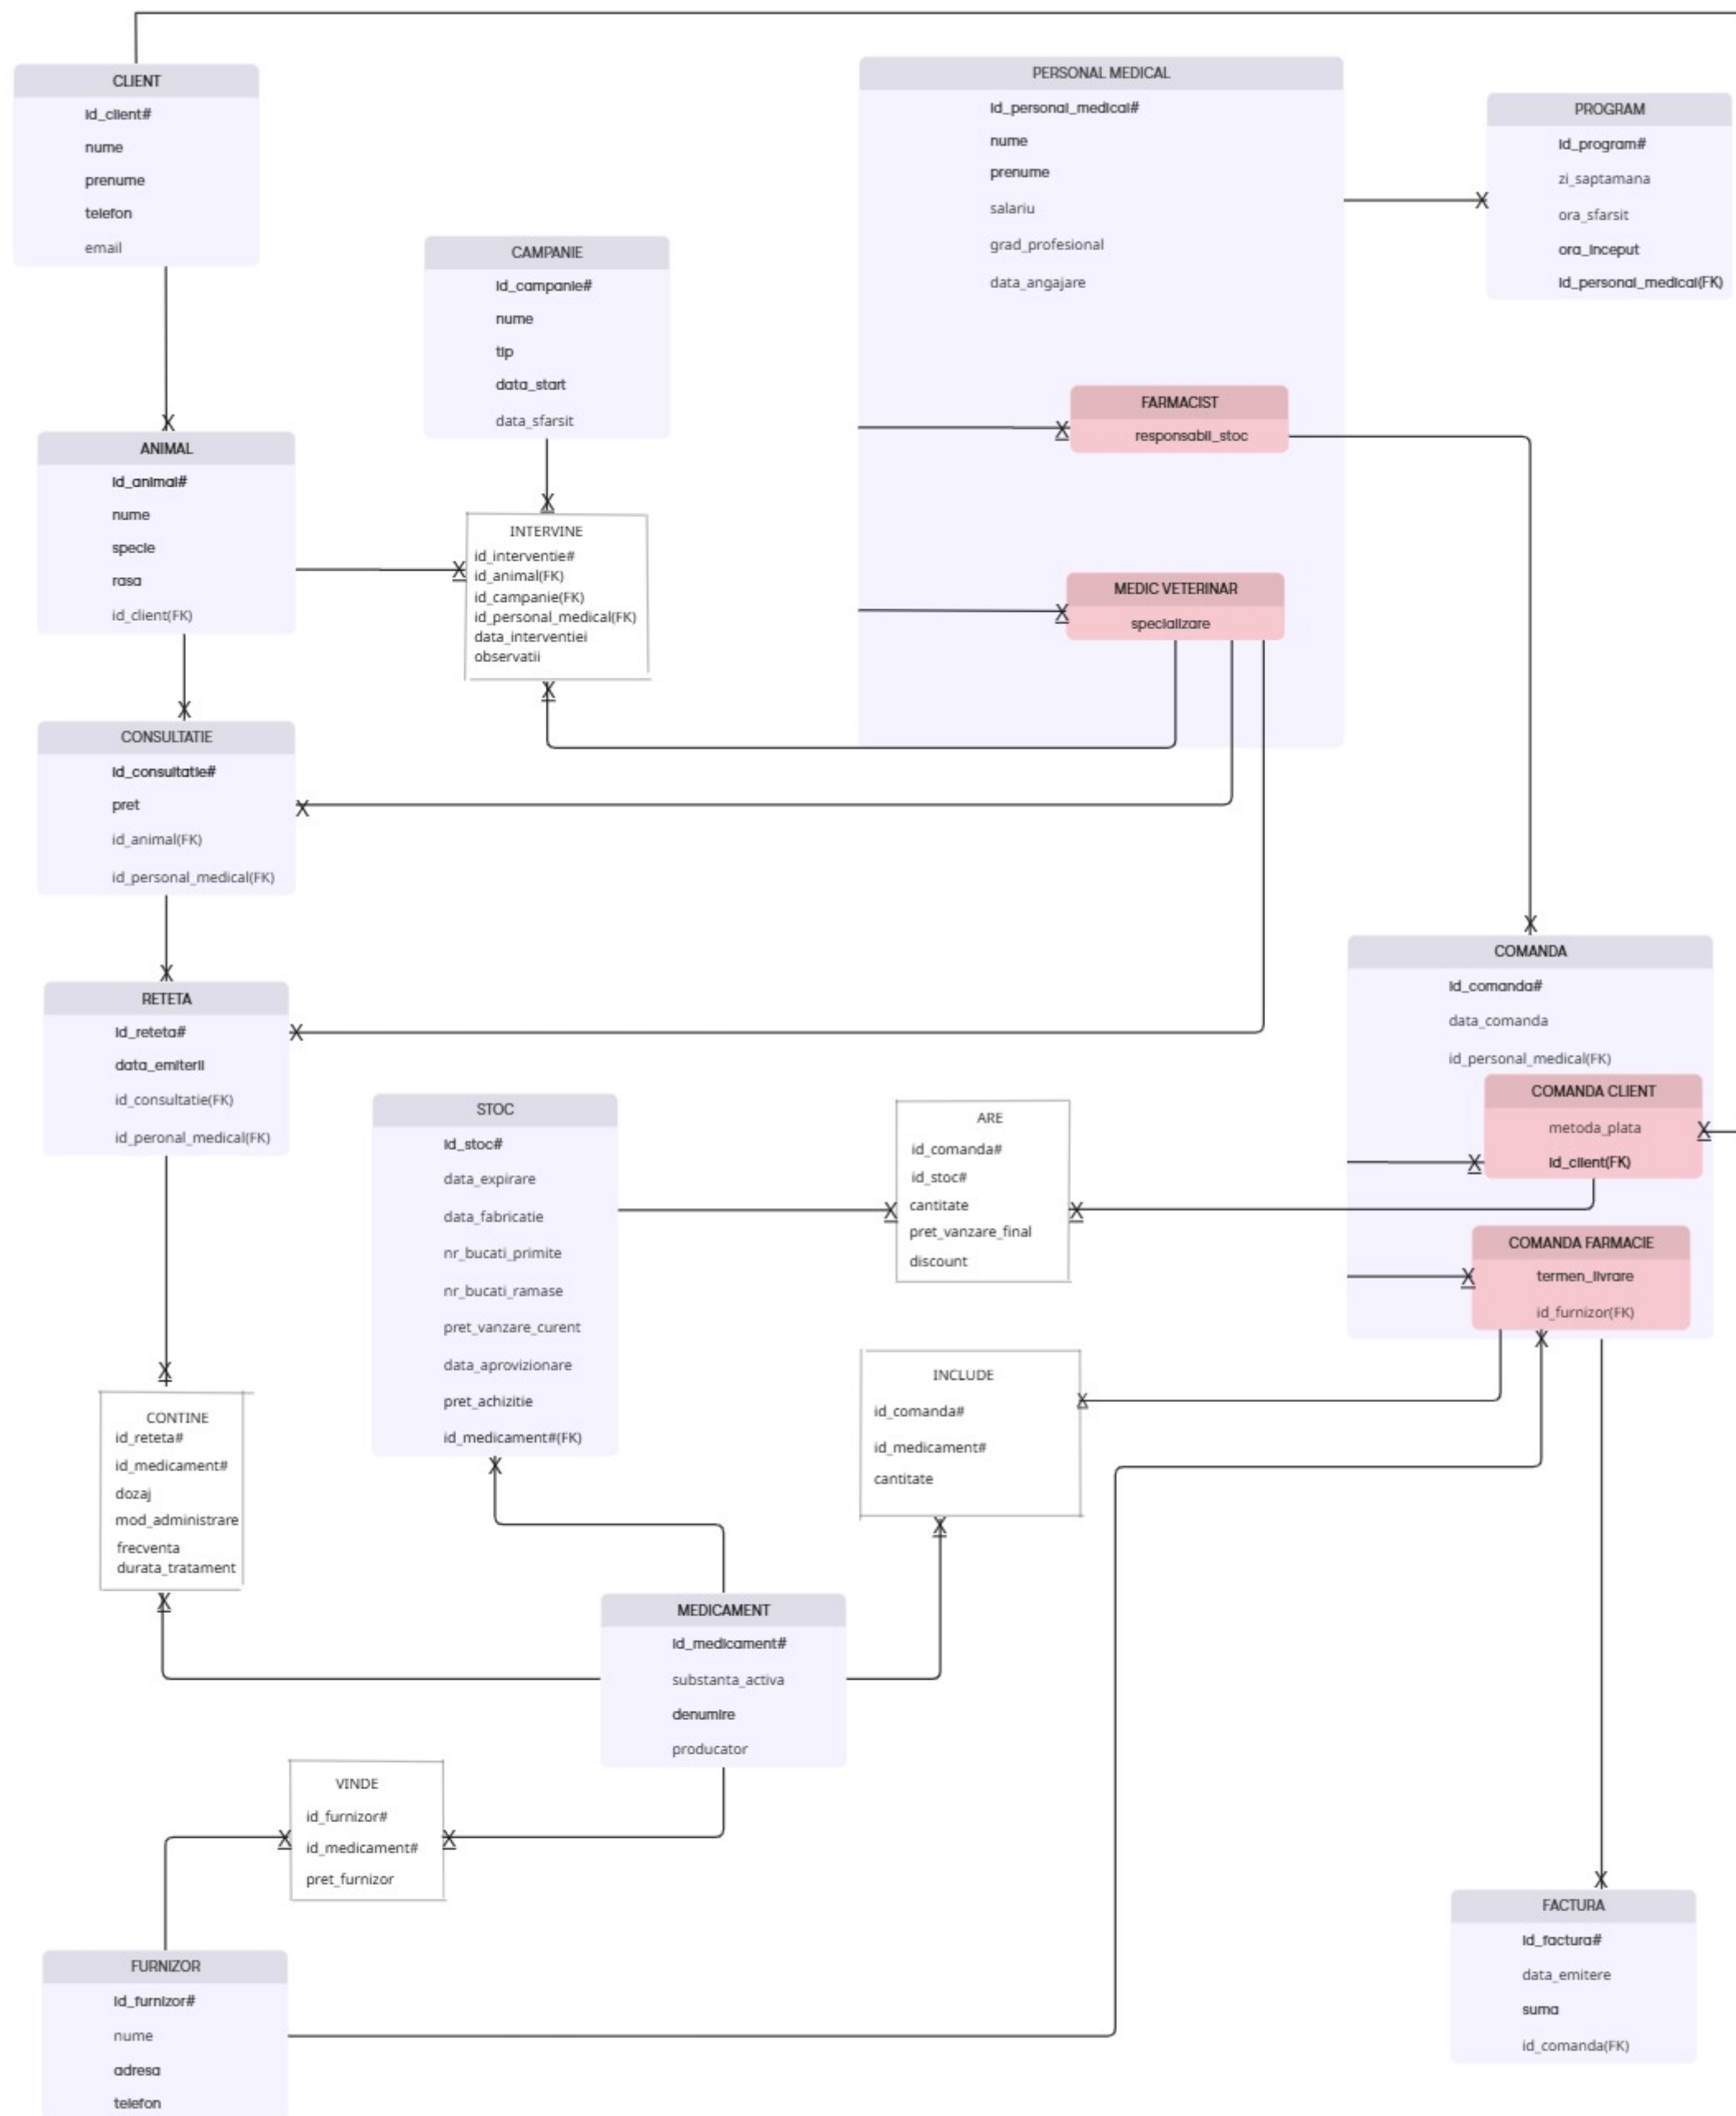 CLIENT
id_client#
nume
prenume
telefon
email
PERSONAL MEDICAL
id_personal_medical#
nume
prenume
salariu
grad_profesional
data_angajare
PROGRAM
id_program#
zi_saptamana
ora_sfarsit
ora_inceput
id_personal_medical(FK)
CAMPANIE
id_campanie#
nume
tip
data_start
data_sfarsit
FARMACIST
responsabil_stoc
ANIMAL
id_animal#
nume
specie
rasa
id_client(FK)
INTERVINE
id_interventie#
id_animal(FK)
id_campanie(FK)
id_personal_medical(FK)
data_interventiei
observatii
MEDIC VETERINAR
specializare
CONSULTATIE
id_consultatie#
pret
id_animal(FK)
id_personal_medical(FK)
RETETA
id_reteta#
data_emiterii
id_consultatie(FK)
id_peronal_medical(FK)
COMANDA
id_comanda#
data_comanda
id_personal_medical(FK)
COMANDA CLIENT
metoda_plata
id_client(FK)
COMANDA FARMACIE
termen_livrare
id_furnizor(FK)
STOC
id_stoc#
data_expirare
data_fabricatie
nr_bucati_primite
nr_bucati_ramase
pret_vanzare_curent
data_aprovizionare
pret_achizitie
id_medicament#(FK)
ARE
id_comanda#
id_stoc#
cantitate
pret_vanzare_final
discount
INCLUDE
id_comanda#
id_medicament#
cantitate
CONTINE
id_reteta#
id_medicament#
dozaj
mod_administrare
frecventa
durata_tratament
MEDICAMENT
id_medicament#
substanta_activa
denumire
producator
VINDE
id_furnizor#
id_medicament#
pret_furnizor
FURNIZOR
id_furnizor#
nume
adresa
telefon
FACTURA
id_factura#
data_emitere
suma
id_comanda(FK)